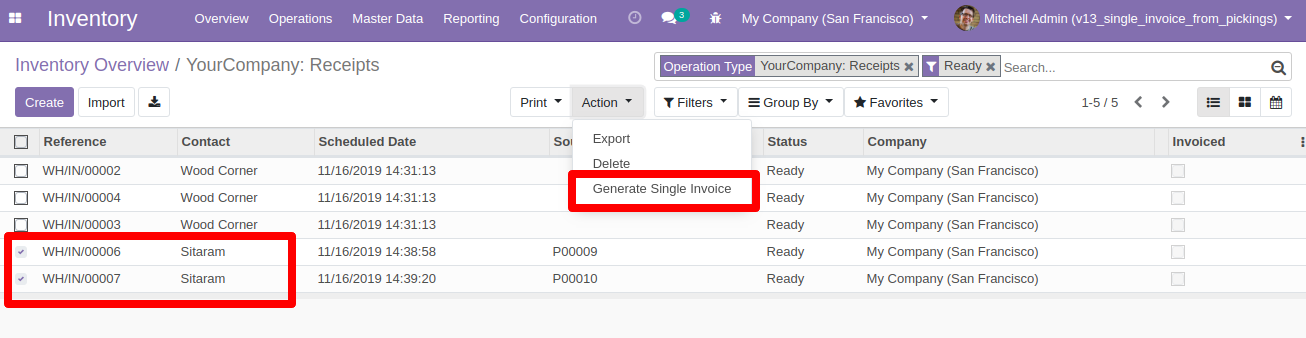 Inventory Overview Operations Master Data Reporting Configuration 3 My Company (San Francisco) Mitchell Admin (v13_single_invoice_from_pickings)
Inventory Overview / YourCompany: Receipts Operation Type YourCompany: Receipts Ready Search...
Create Import Print Action Filters Group By Favorites 1-5 / 5
Export
Delete
Generate Single Invoice
Reference Contact Scheduled Date Status Company Invoiced
WH/IN/00002 Wood Corner 11/16/2019 14:31:13 Ready My Company (San Francisco)
WH/IN/00004 Wood Corner 11/16/2019 14:31:13 Ready My Company (San Francisco)
WH/IN/00003 Wood Corner 11/16/2019 14:31:13 Ready My Company (San Francisco)
WH/IN/00006 Sitaram 11/16/2019 14:38:58 P00009 Ready My Company (San Francisco)
WH/IN/00007 Sitaram 11/16/2019 14:39:20 P00010 Ready My Company (San Francisco)